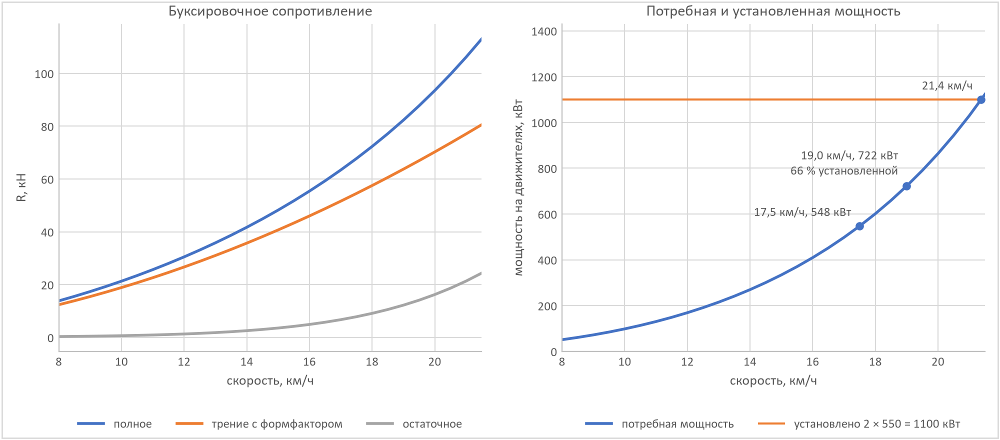 Буксировочное сопротивление
R, кН
100
80
60
40
20
0
8 10 12 14 16 18 20
скорость, км/ч
полное трение с формфактором остаточное
Потребная и установленная мощность
мощность на движителях, кВт
1400
1200
1000
800
600
400
200
0
21,4 км/ч
19,0 км/ч, 722 кВт
66 % установленной
17,5 км/ч, 548 кВт
8 10 12 14 16 18 20
скорость, км/ч
потребная мощность установлено 2 × 550 = 1100 кВт